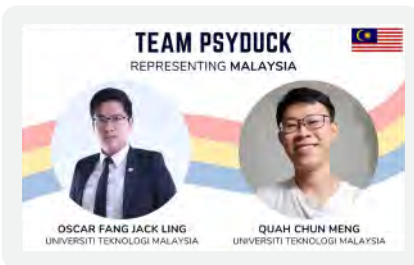 TEAM PSYDUCK
REPRESENTING MALAYSIA
OSCAR FANG JACK LING
UNIVERSITI TEKNOLOGI MALAYSIA
QUAH CHUN MENG
UNIVERSITI TEKNOLOGI MALAYSIA